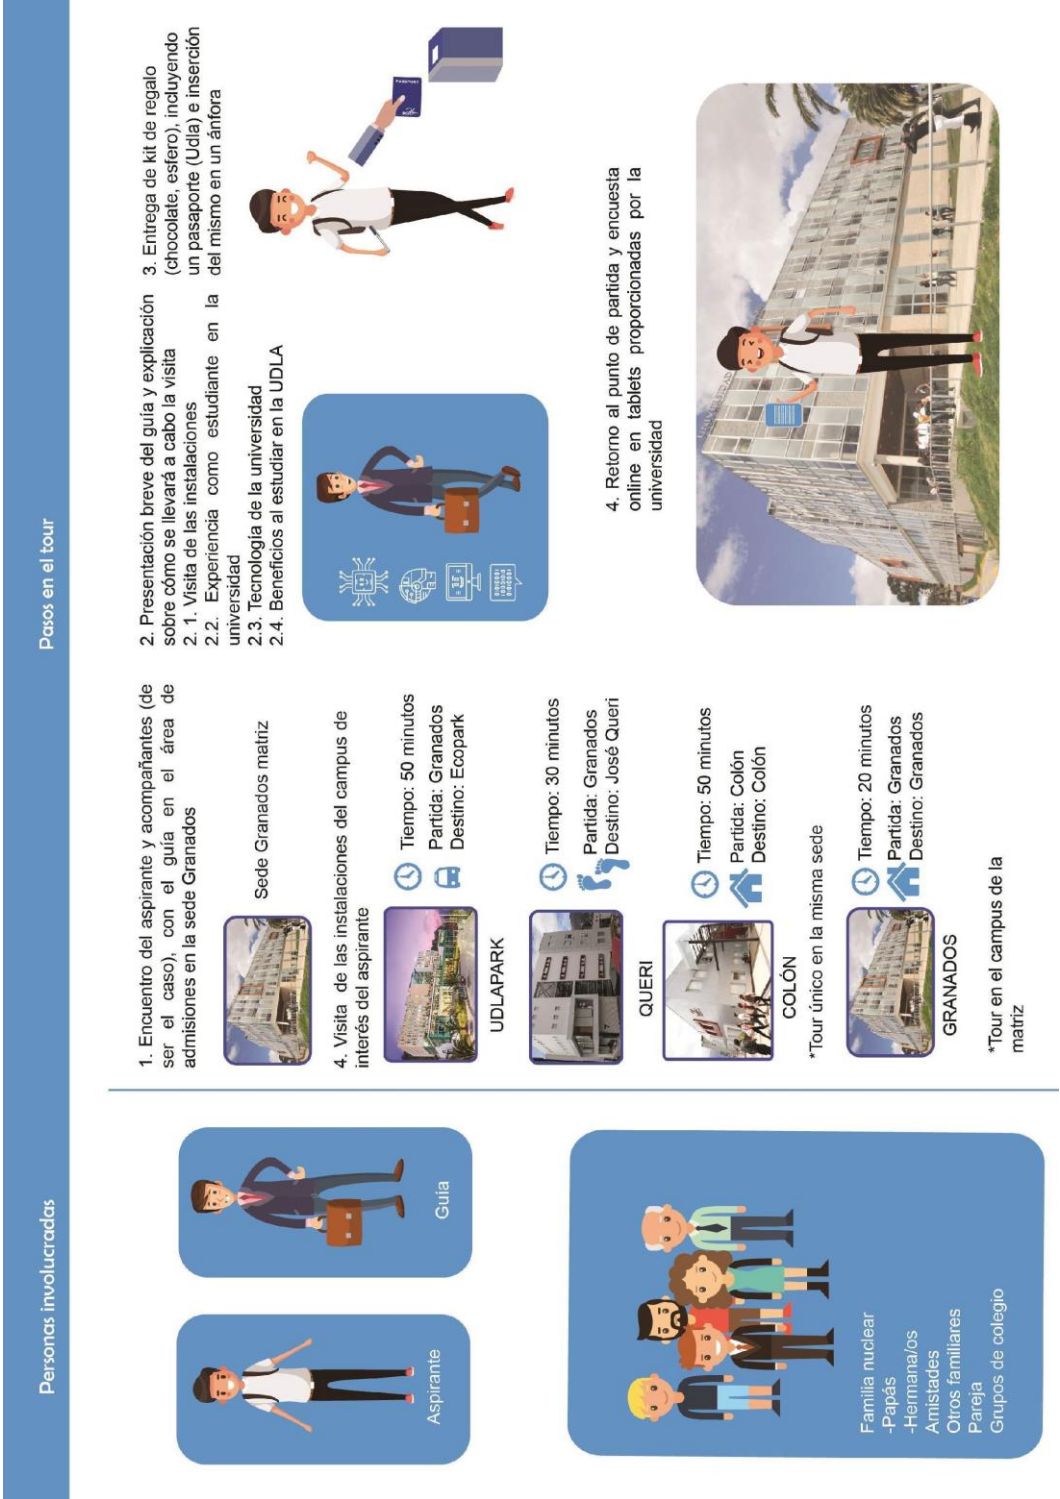 Personas involucradas
Pasos en el tour
Aspirante
Guía
Familia nuclear
-Papás
-Hermana/os
Amistades
Otros familiares
Pareja
Grupos de colegio
1. Encuentro del aspirante y acompañantes (de
ser el caso), con el guía en el área de
admisiones en la sede Granados
Sede Granados matriz
4. Visita de las instalaciones del campus de
interés del aspirante
Tiempo: 50 minutos
Partida: Granados
Destino: Ecopark
UDLAPARK
Tiempo: 30 minutos
Partida: Granados
Destino: José Queri
QUERI
Tiempo: 50 minutos
Partida: Colón
Destino: Colón
COLÓN
*Tour único en la misma sede
Tiempo: 20 minutos
Partida: Granados
Destino: Granados
GRANADOS
*Tour en el campus de la
matriz
2. Presentación breve del guía y explicación
sobre cómo se llevará a cabo la visita
2. 1. Visita de las instalaciones
2.2. Experiencia como estudiante en la
universidad
2.3. Tecnología de la universidad
2.4. Beneficios al estudiar en la UDLA
3. Entrega de kit de regalo
(chocolate, esfero), incluyendo
un pasaporte (Udla) e inserción
del mismo en un ánfora
PASSPORT
4. Retorno al punto de partida y encuesta
online en tablets proporcionadas por la
universidad
UNIVERSIDAD